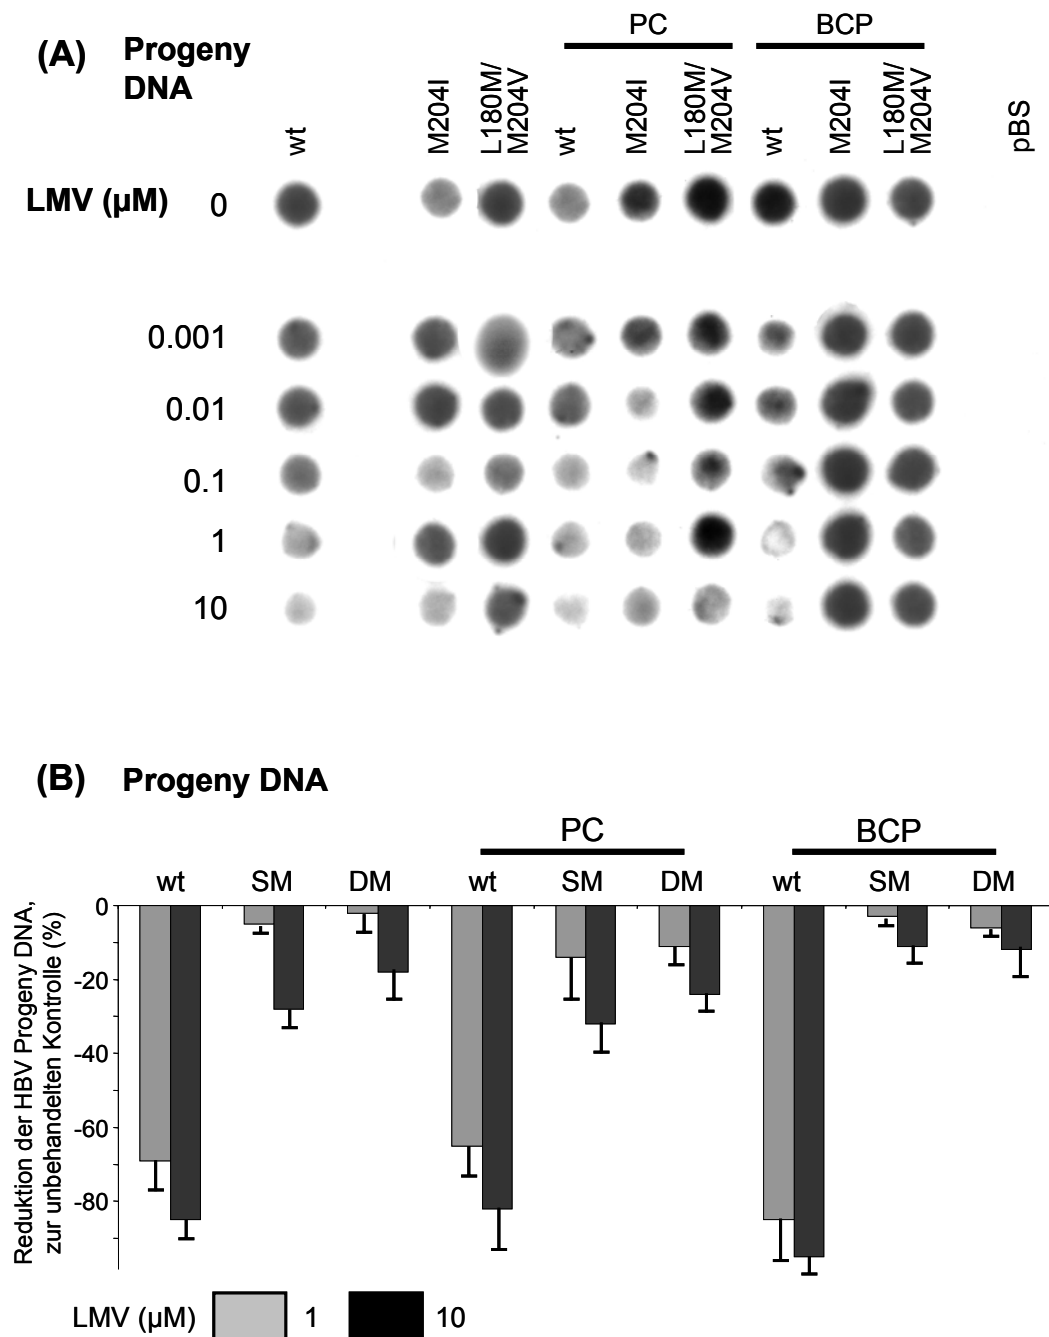 (A) Progeny DNA
PC BCP
wt M204I L180M/M204V wt M204I L180M/M204V wt M204I L180M/M204V pBS
LMV (µM) 0
0.001
0.01
0.1
1
10
(B) Progeny DNA
PC BCP
wt SM DM wt SM DM wt SM DM
0
-20
-40
-60
-80
Reduktion der HBV Progeny DNA,
zur unbehandelten Kontrolle (%)
LMV (µM) 1 10